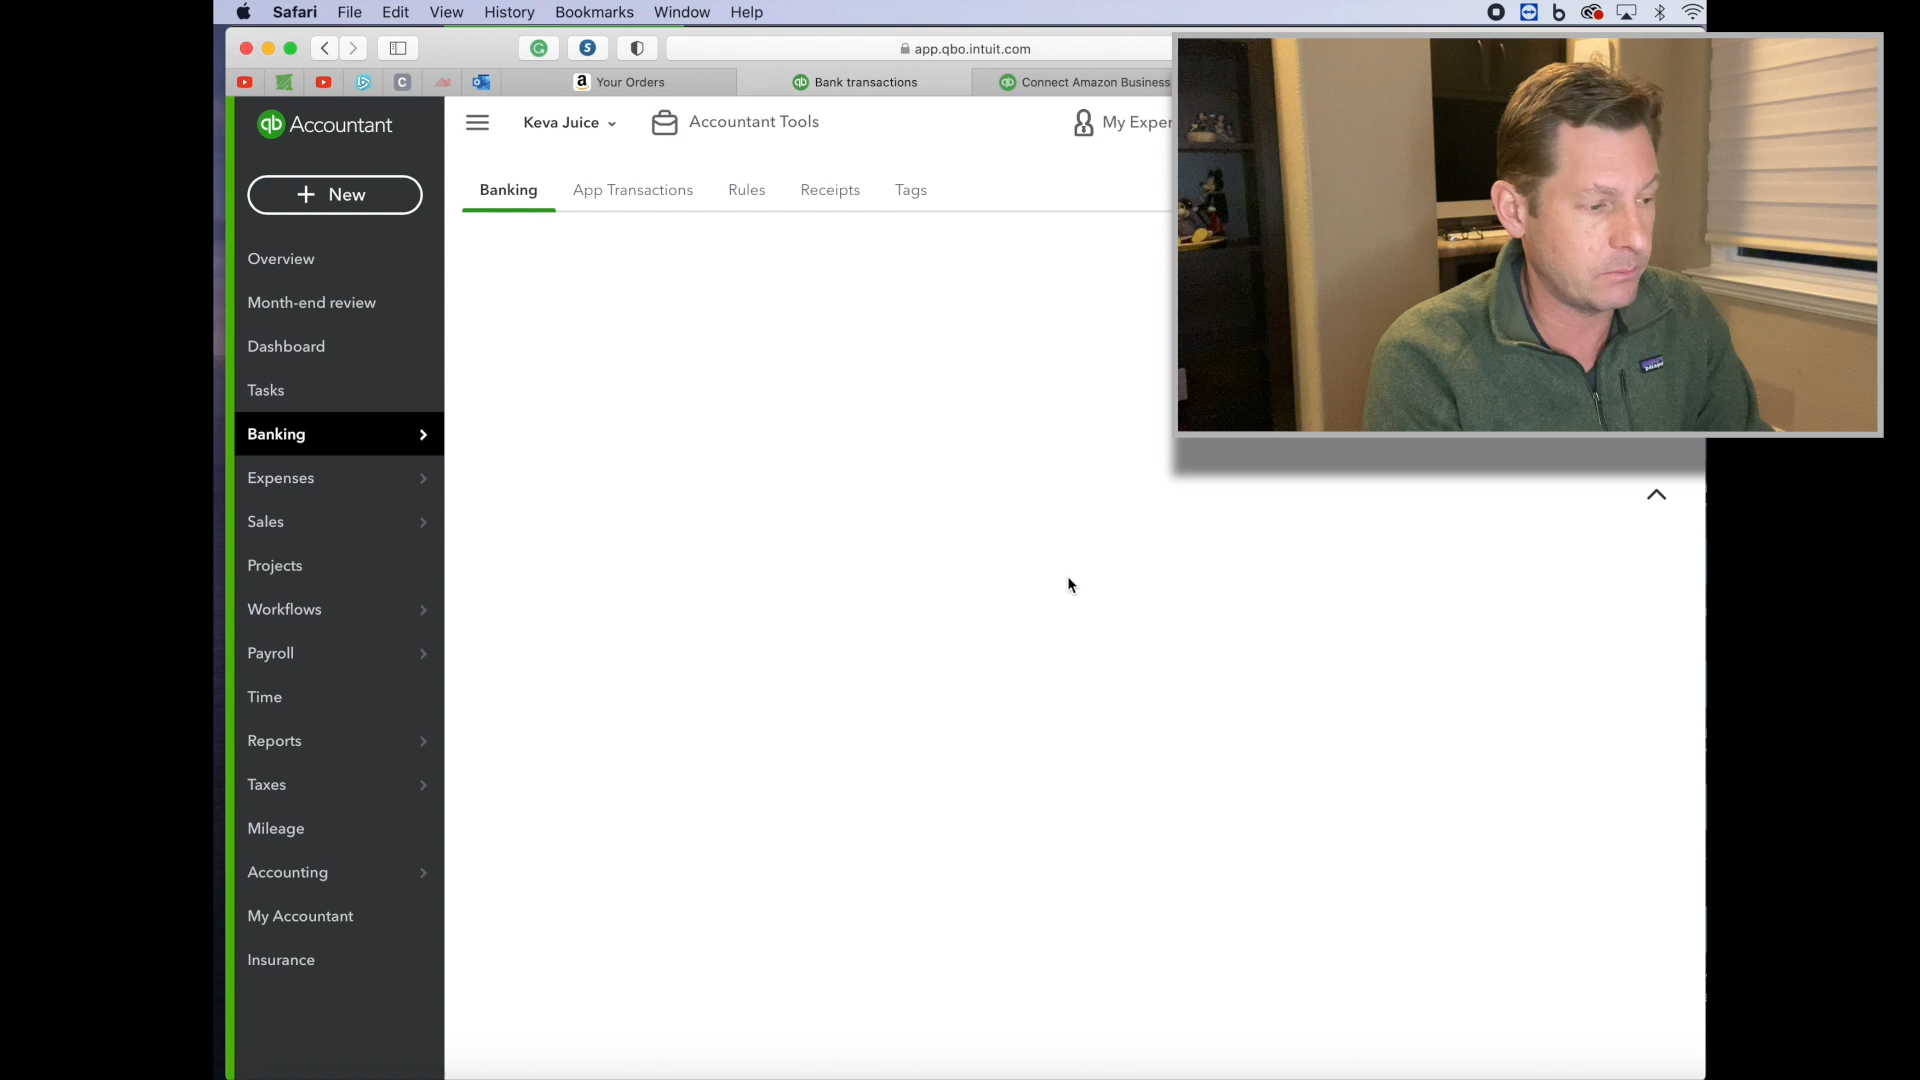 Safari File Edit View History Bookmarks Window Help
app.qbo.intuit.com
Your Orders
Bank transactions
Connect Amazon Business
qb Accountant
Keva Juice
Accountant Tools
My Exper
+ New
Banking
App Transactions
Rules
Receipts
Tags
Overview
Month-end review
Dashboard
Tasks
Banking
Expenses
Sales
Projects
Workflows
Payroll
Time
Reports
Taxes
Mileage
Accounting
My Accountant
Insurance
patagonia